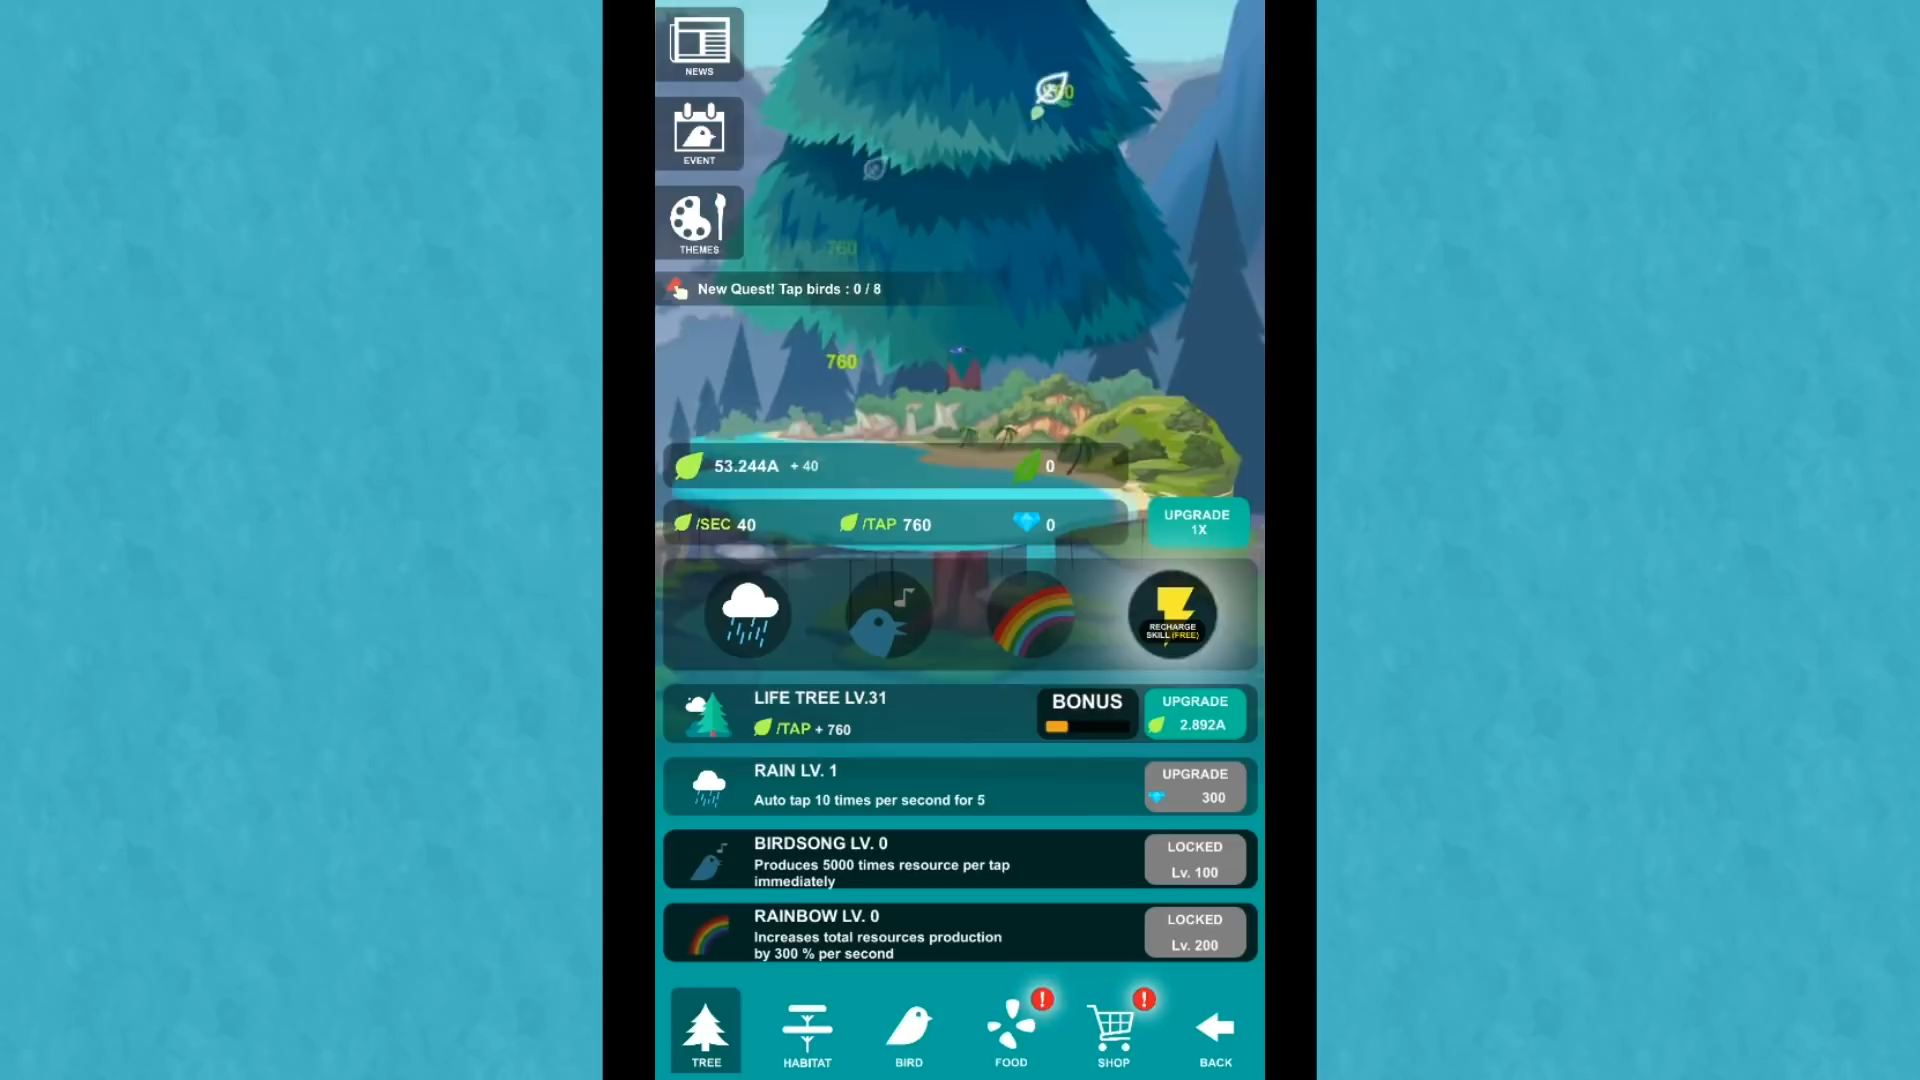 NEWS
EVENT
THEMES
New Quest! Tap birds : 0 / 8
760
760
53.244A + 40
0
/SEC 40
/TAP 760
0
UPGRADE
1X
RECHARGE
SKILL (FREE)
LIFE TREE LV.31
/TAP + 760
BONUS
UPGRADE
2.892A
RAIN LV. 1
Auto tap 10 times per second for 5
UPGRADE
300
BIRDSONG LV. 0
Produces 5000 times resource per tap
immediately
LOCKED
Lv. 100
RAINBOW LV. 0
Increases total resources production
by 300 % per second
LOCKED
Lv. 200
TREE
HABITAT
BIRD
!
FOOD
!
SHOP
BACK